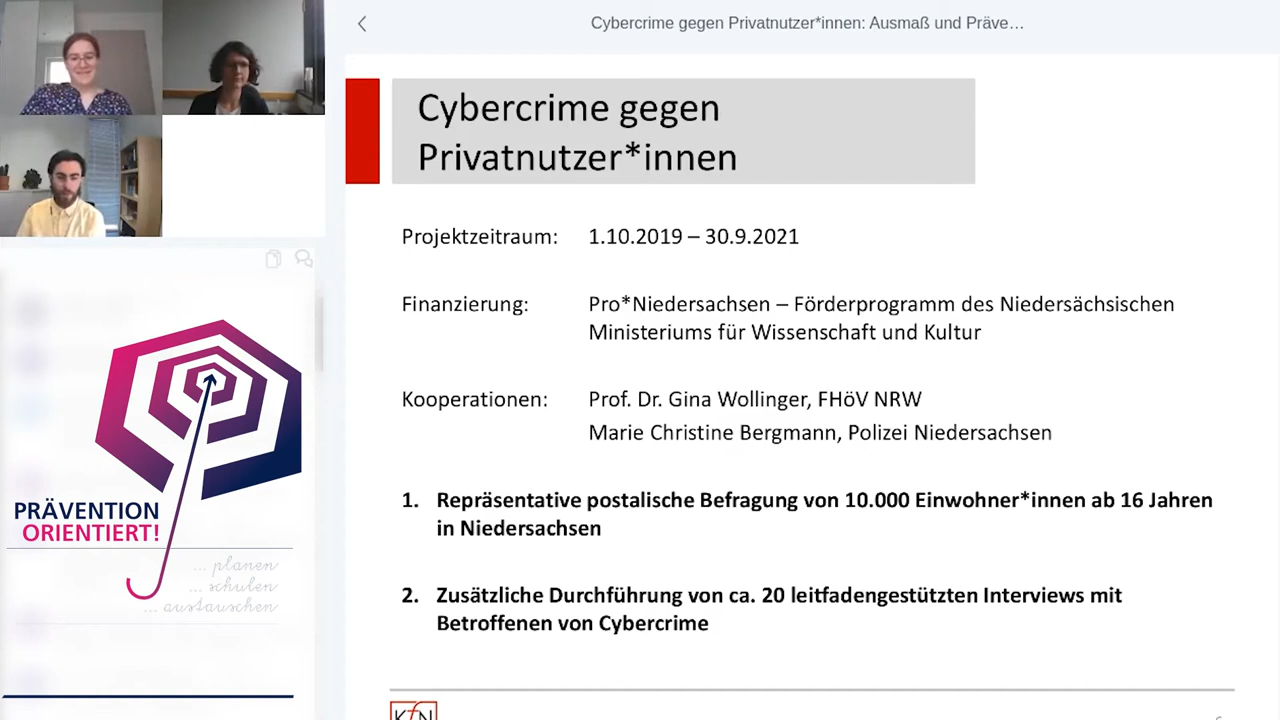 Cybercrime gegen Privatnutzer*innen: Ausmaß und Präve...
Cybercrime gegen
Privatnutzer*innen
Projektzeitraum: 1.10.2019 – 30.9.2021
Finanzierung: Pro*Niedersachsen – Förderprogramm des Niedersächsischen
Ministeriums für Wissenschaft und Kultur
Kooperationen: Prof. Dr. Gina Wollinger, FHöV NRW
Marie Christine Bergmann, Polizei Niedersachsen
1. Repräsentative postalische Befragung von 10.000 Einwohner*innen ab 16 Jahren
in Niedersachsen
2. Zusätzliche Durchführung von ca. 20 leitfadengestützten Interviews mit
Betroffenen von Cybercrime
KfN
PRÄVENTION
ORIENTIERT!
... planen
... schulen
... austauschen